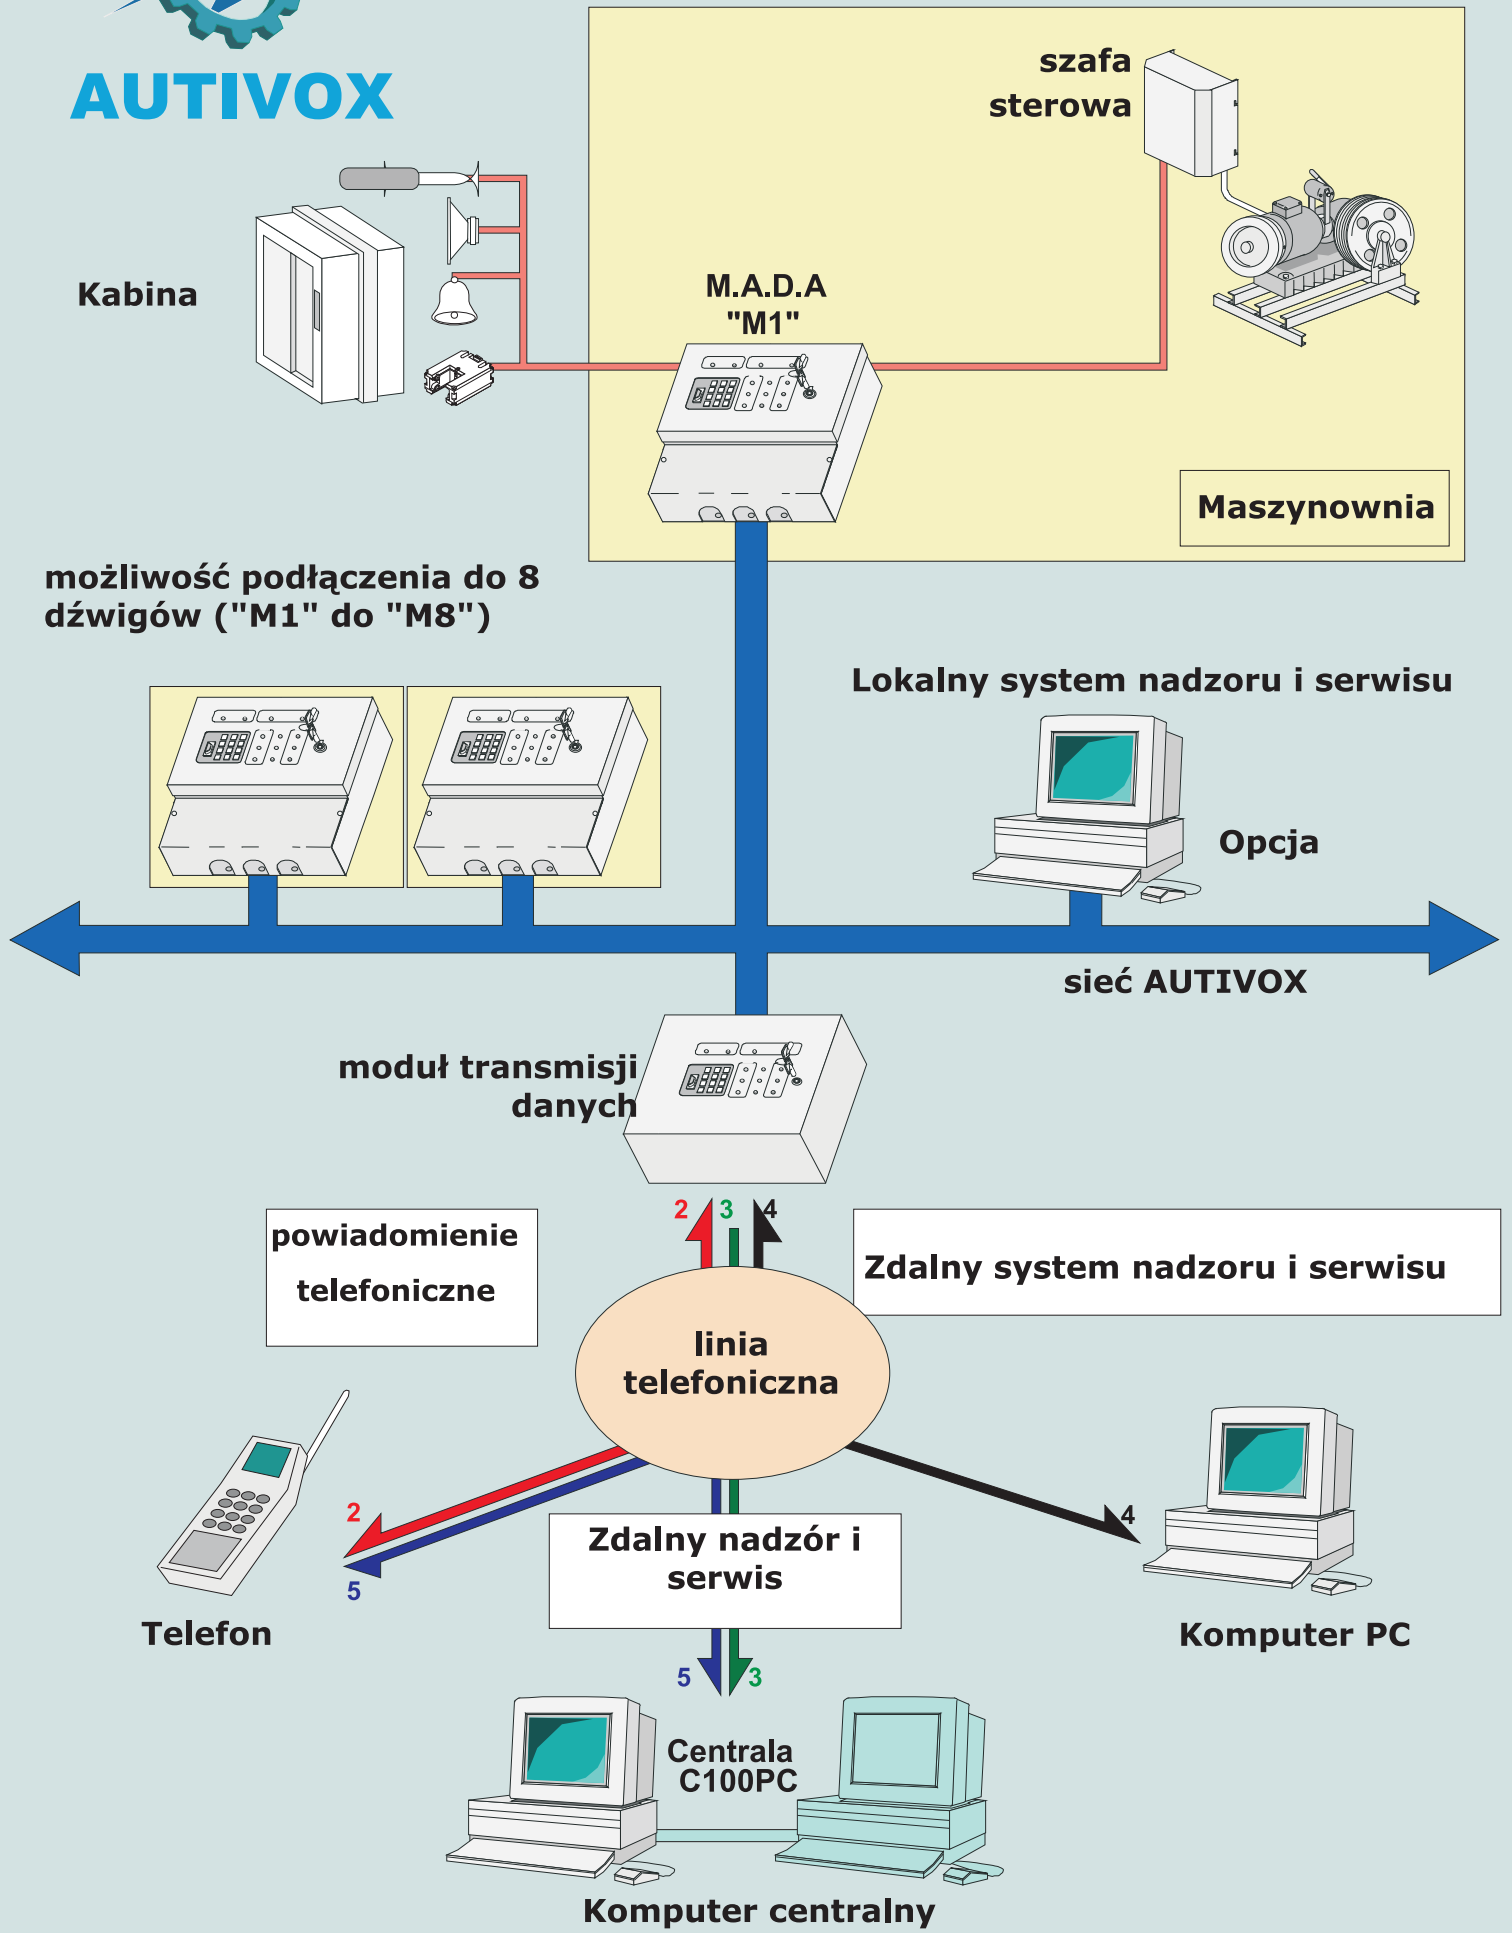 AUTIVOX
szafa
sterowa
Kabina
M.A.D.A
"M1"
Maszynownia
możliwość podłączenia do 8
dźwigów ("M1" do "M8")
Lokalny system nadzoru i serwisu
Opcja
sieć AUTIVOX
moduł transmisji
danych
2 3 4
powiadomienie
telefoniczne
Zdalny system nadzoru i serwisu
linia
telefoniczna
2
5
4
Zdalny nadzór i
serwis
Telefon
Komputer PC
5 3
Centrala
C100PC
Komputer centralny